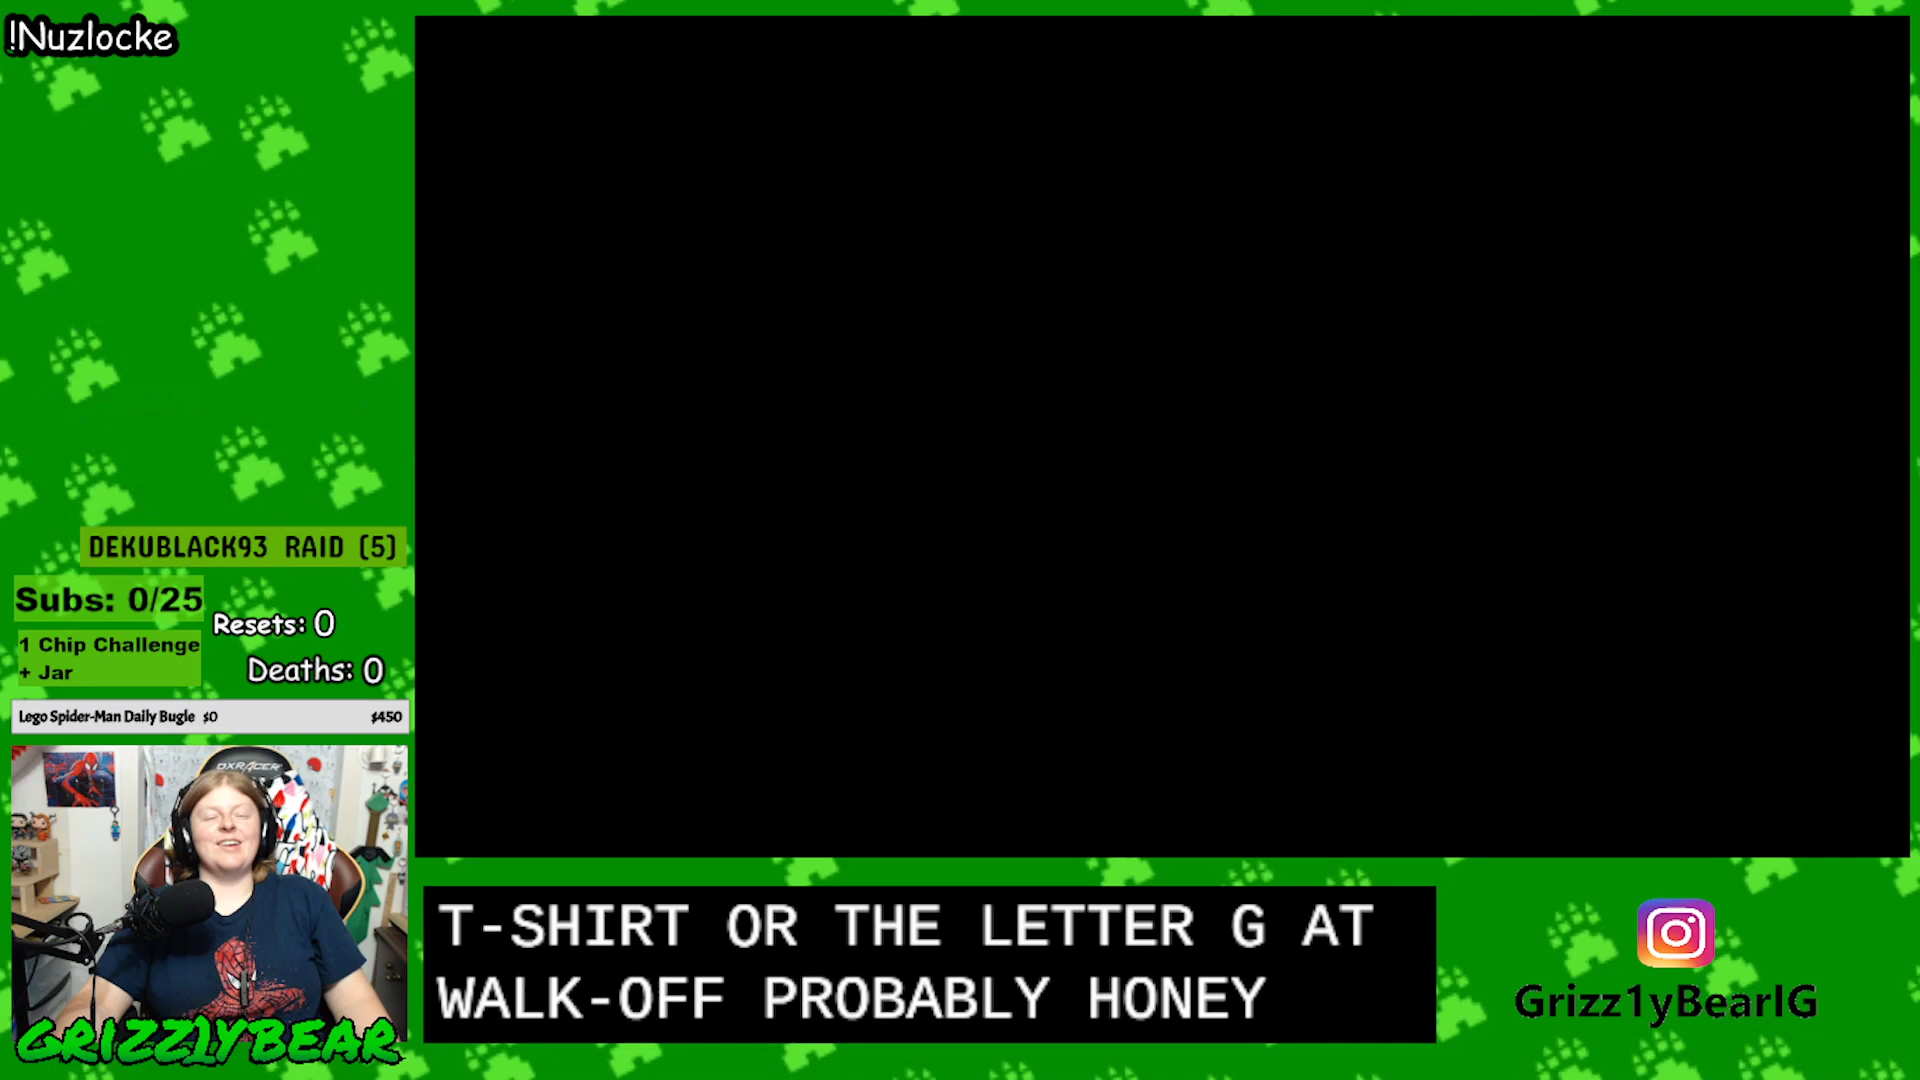 !Nuzlocke
DEKUBLACK93 RAID (5)
Subs: 0/25
Resets: 0
1 Chip Challenge
+ Jar
Deaths: 0
Lego Spider-Man Daily Bugle $0 $450
DXRACER
GRIZZ1YBEAR
T-SHIRT OR THE LETTER G AT
WALK-OFF PROBABLY HONEY
Grizz1yBearIG